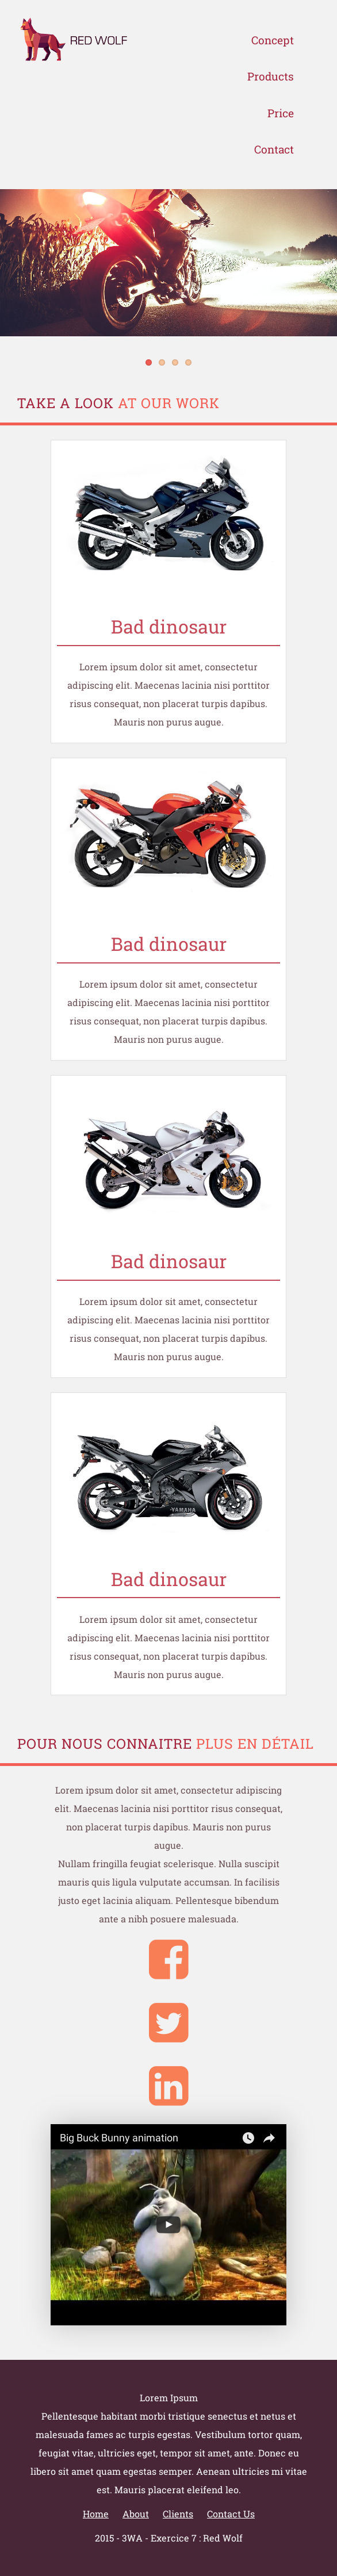 RED WOLF
Concept
Products
Price
Contact
TAKE A LOOK AT OUR WORK
Bad dinosaur
Lorem ipsum dolor sit amet, consectetur
adipiscing elit. Maecenas lacinia nisi porttitor
risus consequat, non placerat turpis dapibus.
Mauris non purus augue.
Bad dinosaur
Lorem ipsum dolor sit amet, consectetur
adipiscing elit. Maecenas lacinia nisi porttitor
risus consequat, non placerat turpis dapibus.
Mauris non purus augue.
Bad dinosaur
Lorem ipsum dolor sit amet, consectetur
adipiscing elit. Maecenas lacinia nisi porttitor
risus consequat, non placerat turpis dapibus.
Mauris non purus augue.
YAMAHA
Bad dinosaur
Lorem ipsum dolor sit amet, consectetur
adipiscing elit. Maecenas lacinia nisi porttitor
risus consequat, non placerat turpis dapibus.
Mauris non purus augue.
POUR NOUS CONNAITRE PLUS EN DÉTAIL
Lorem ipsum dolor sit amet, consectetur adipiscing
elit. Maecenas lacinia nisi porttitor risus consequat,
non placerat turpis dapibus. Mauris non purus
augue.
Nullam fringilla feugiat scelerisque. Nulla suscipit
mauris quis ligula vulputate accumsan. In facilisis
justo eget lacinia aliquam. Pellentesque bibendum
ante a nibh posuere malesuada.
Big Buck Bunny animation
Lorem Ipsum
Pellentesque habitant morbi tristique senectus et netus et
malesuada fames ac turpis egestas. Vestibulum tortor quam,
feugiat vitae, ultricies eget, tempor sit amet, ante. Donec eu
libero sit amet quam egestas semper. Aenean ultricies mi vitae
est. Mauris placerat eleifend leo.
Home About Clients Contact Us
2015 - 3WA - Exercice 7 : Red Wolf